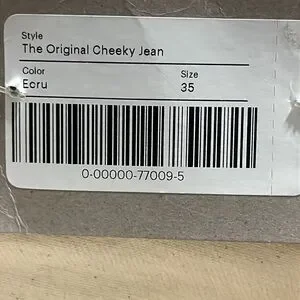 Style
The Original Cheeky Jean
Color Size
Ecru 35
0-00000-77009-5